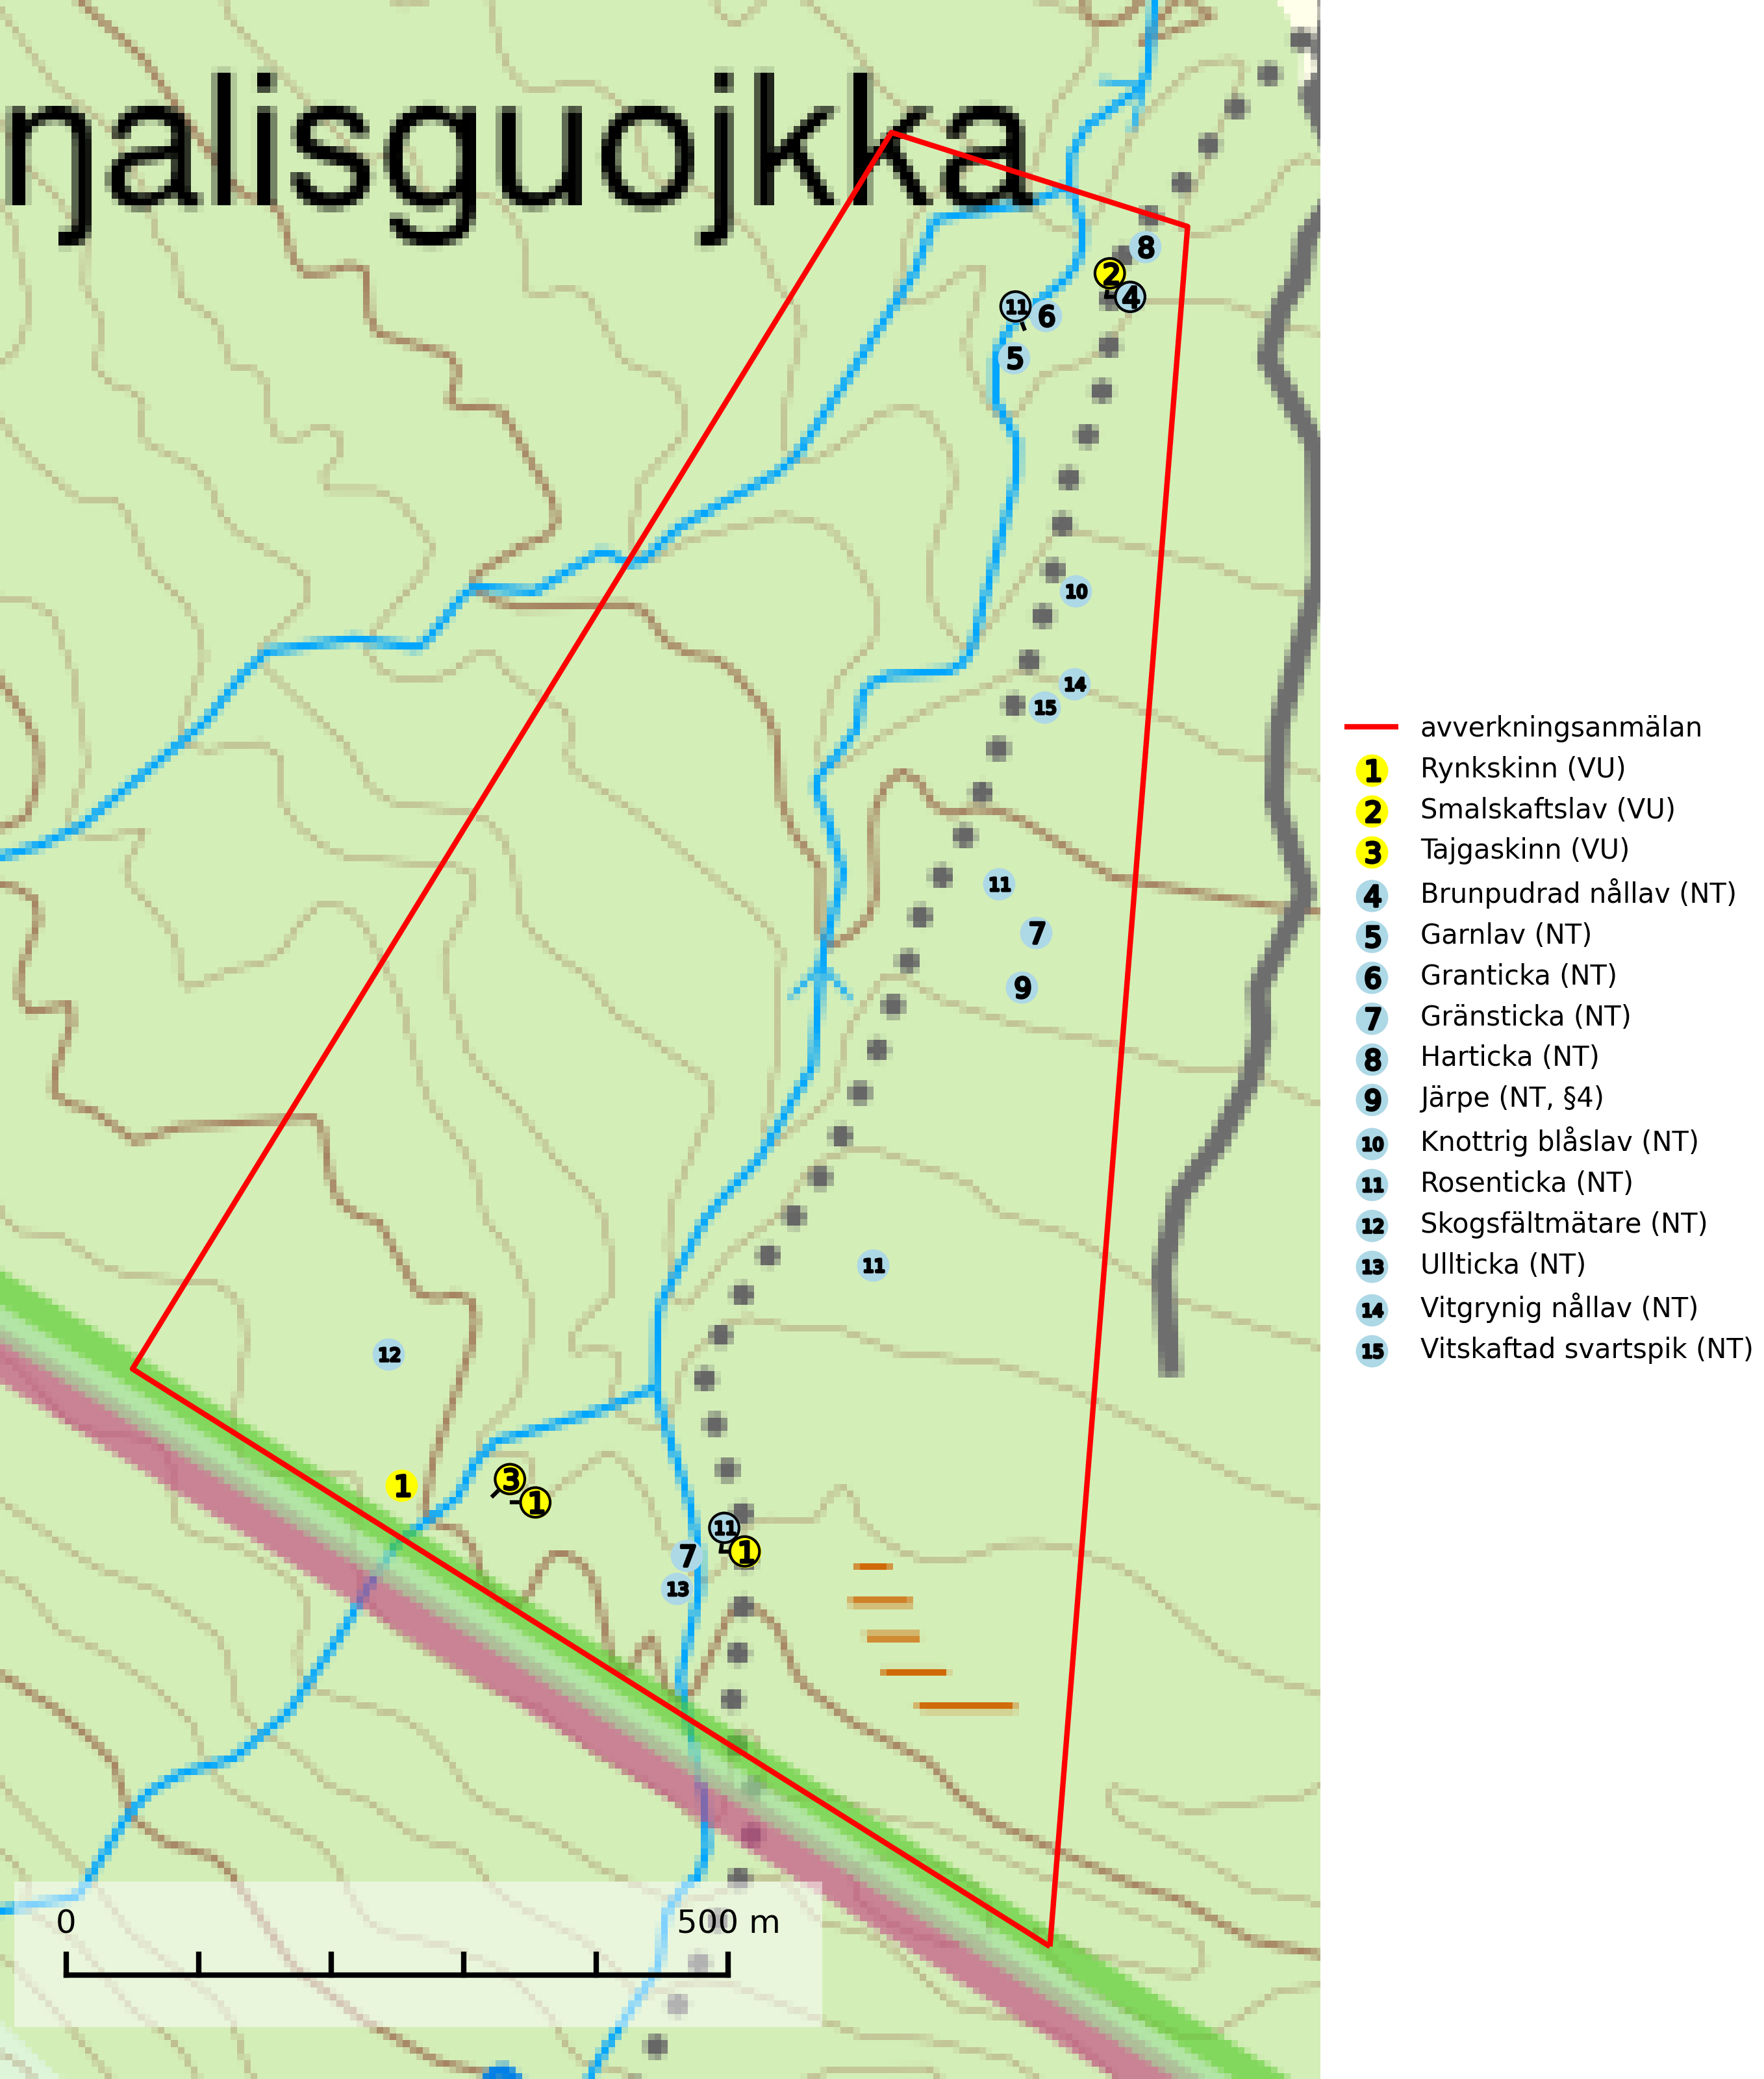 ŋalisguojkka
8
2
4
11
6
5
10
14
15
11
7
9
11
12
1
3
1
11
1
7
13
0 500 m
avverkningsanmälan
1 Rynkskinn (VU)
2 Smalskaftslav (VU)
3 Tajgaskinn (VU)
4 Brunpudrad nållav (NT)
5 Garnlav (NT)
6 Granticka (NT)
7 Gränsticka (NT)
8 Harticka (NT)
9 Järpe (NT, §4)
10 Knottrig blåslav (NT)
11 Rosenticka (NT)
12 Skogsfältmätare (NT)
13 Ullticka (NT)
14 Vitgrynig nållav (NT)
15 Vitskaftad svartspik (NT)